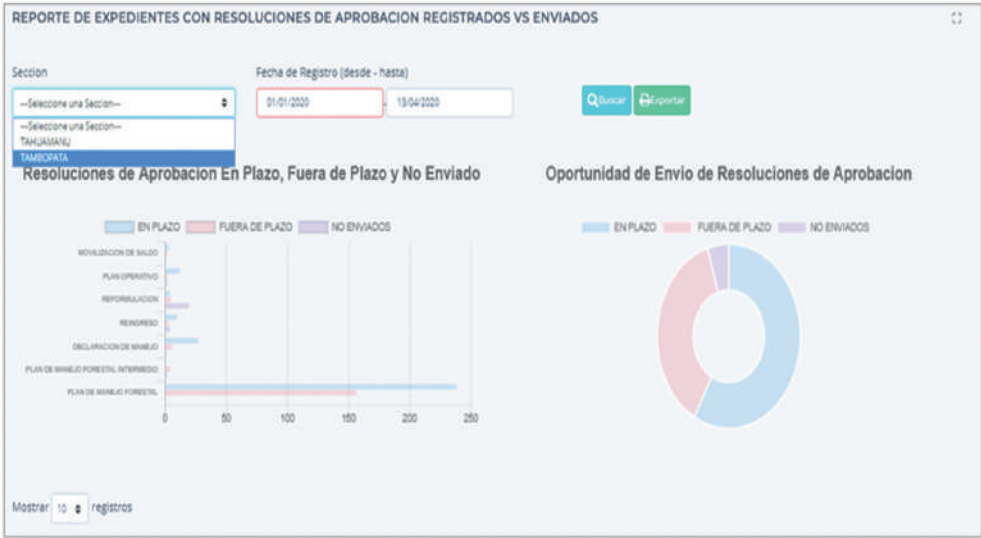 REPORTE DE EXPEDIENTES CON RESOLUCIONES DE APROBACION REGISTRADOS VS ENVIADOS
Seccion
Fecha de Registro (desde - hasta)
---Seleccione una Seccion---
01/01/2020
-
13/04/2020
Buscar
Exportar
---Seleccione una Seccion---
TAHUAMANU
TAMBOPATA
Resoluciones de Aprobacion En Plazo, Fuera de Plazo y No Enviado
EN PLAZO FUERA DE PLAZO NO ENVIADOS
MOVILIZACION DE SALDO
PLAN OPERATIVO
REFORMULACION
REINGRESO
DECLARACION DE MANEJO
PLAN DE MANEJO FORESTAL INTERMEDIO
PLAN DE MANEJO FORESTAL
0 50 100 150 200 250
Oportunidad de Envio de Resoluciones de Aprobacion
EN PLAZO FUERA DE PLAZO NO ENVIADOS
Mostrar 10 registros